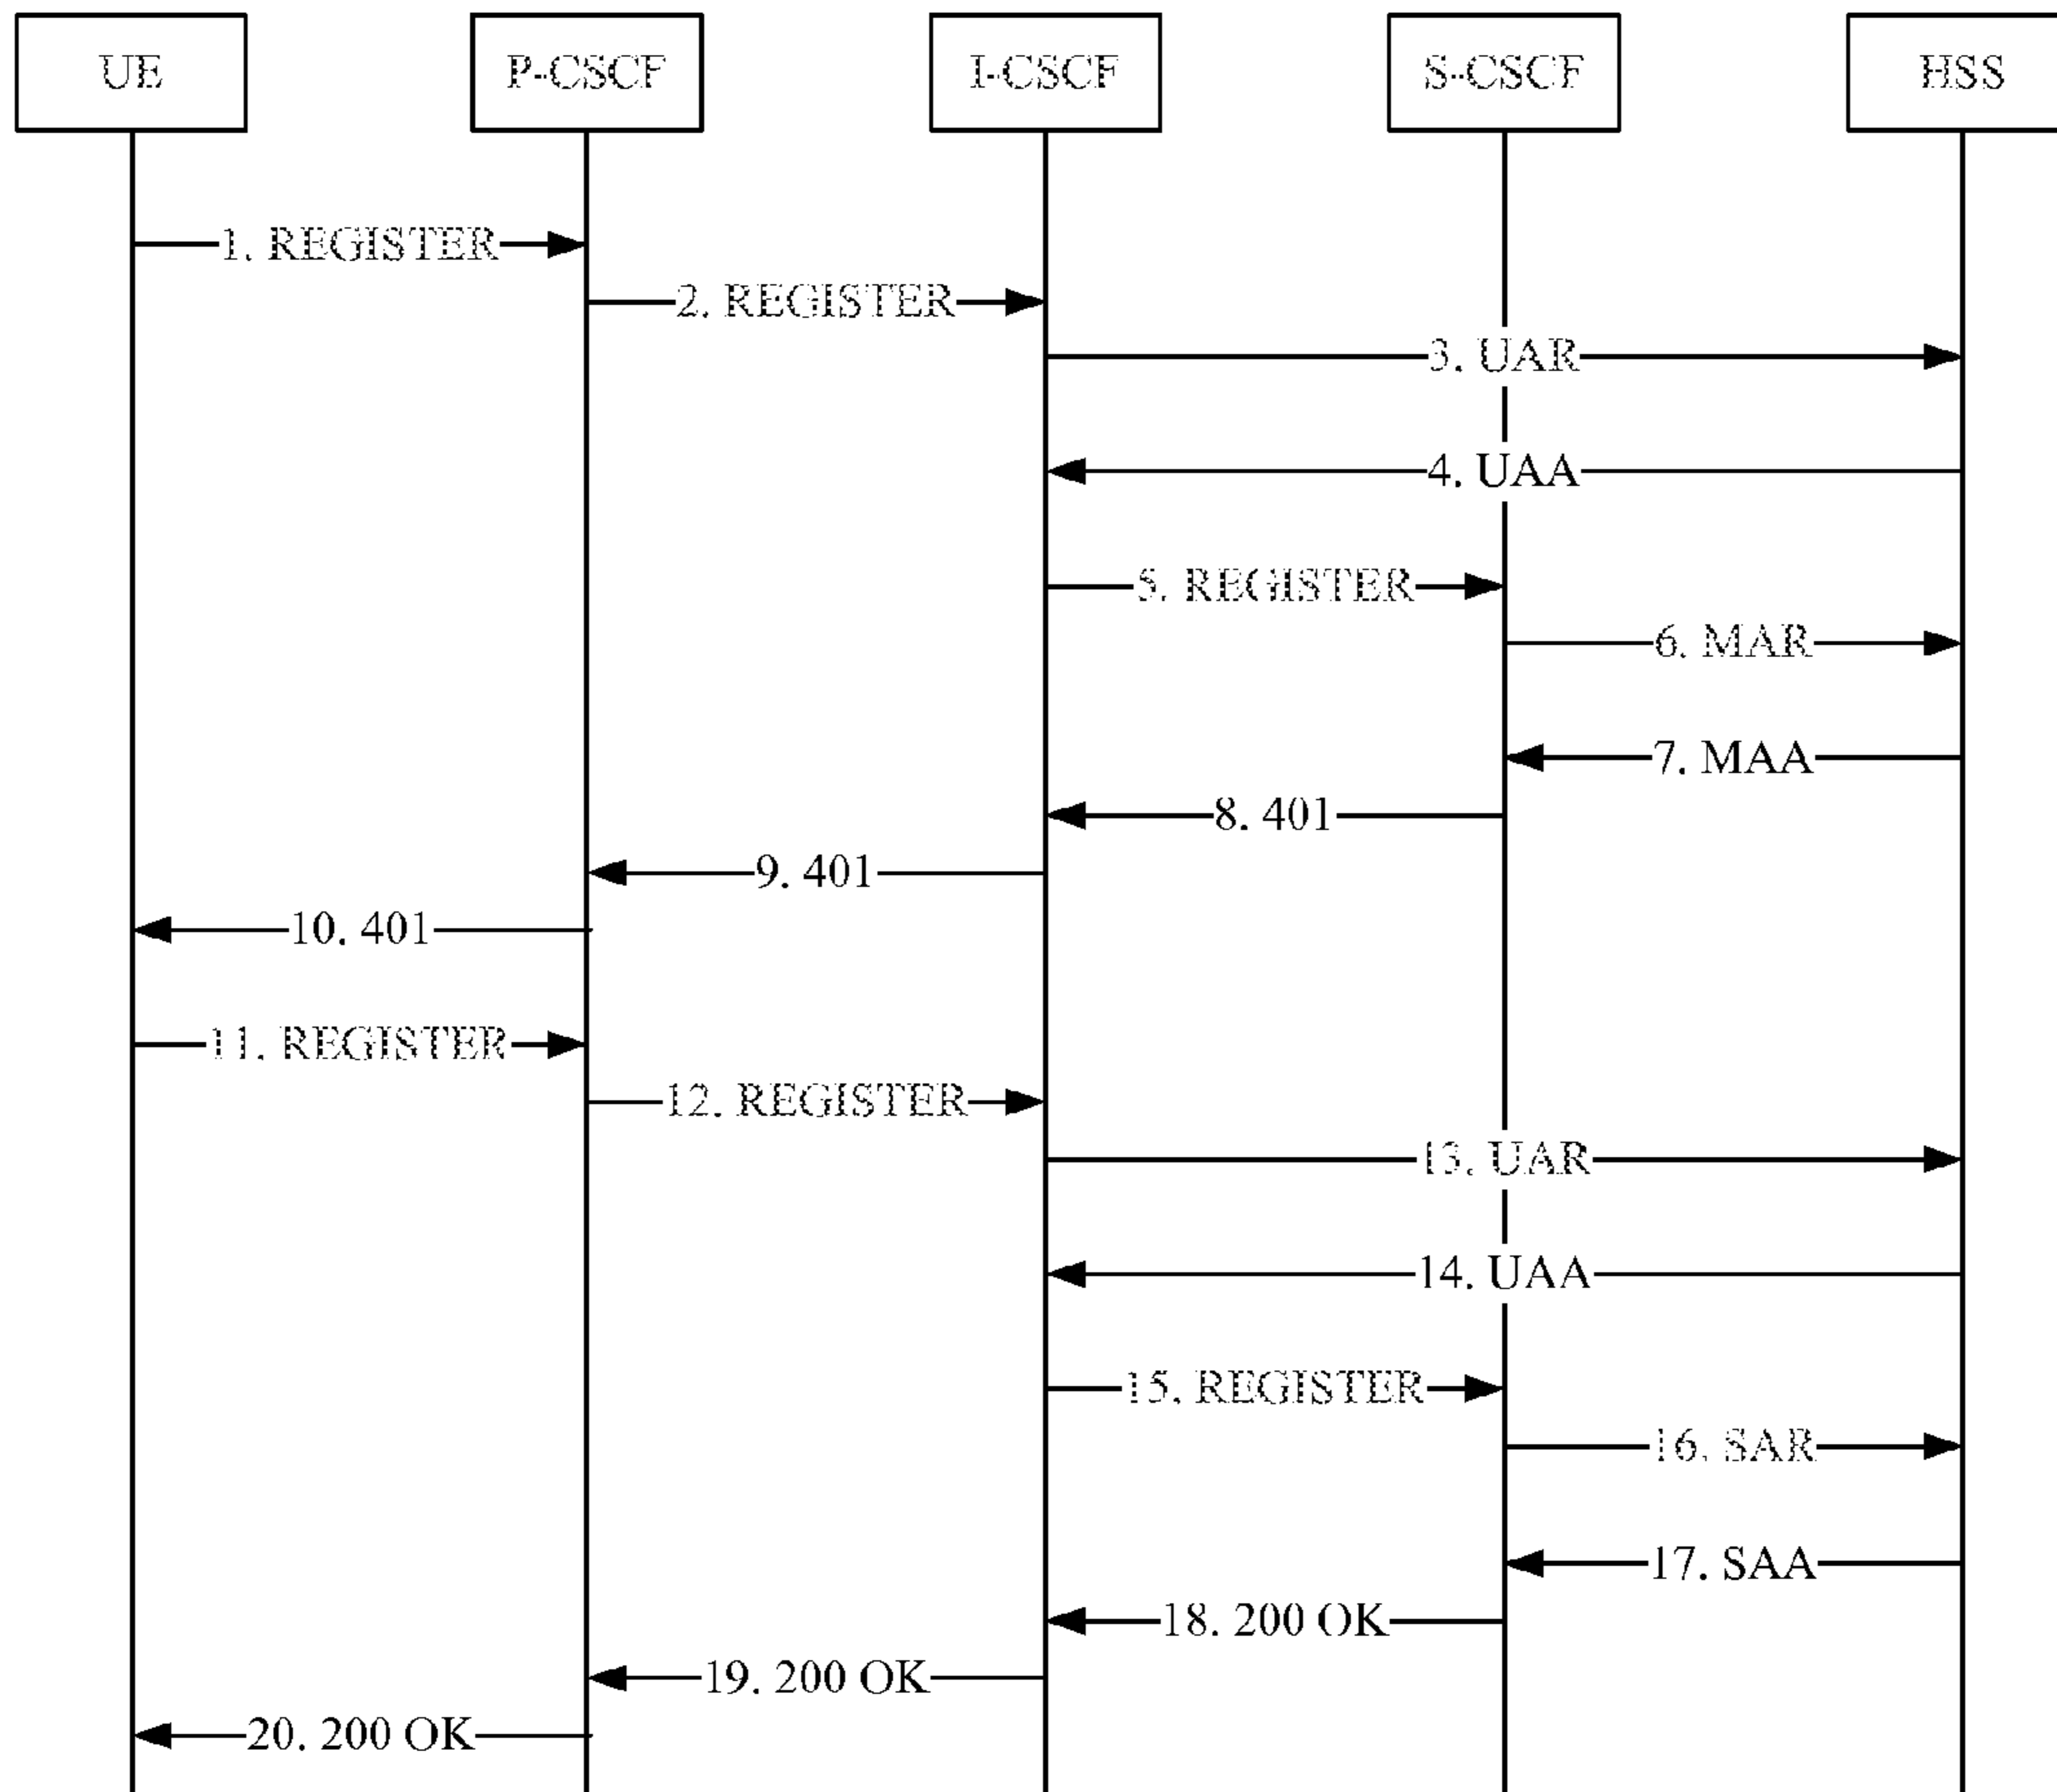 UE
P-CSCF
I-CSCF
S-CSCF
HSS
1. REGISTER
2. REGISTER
3. UAR
4. UAA
5. REGISTER
6. MAR
7. MAA
8. 401
9. 401
10. 401
11. REGISTER
12. REGISTER
13. UAR
14. UAA
15. REGISTER
16. SAR
17. SAA
18. 200 OK
19. 200 OK
20. 200 OK